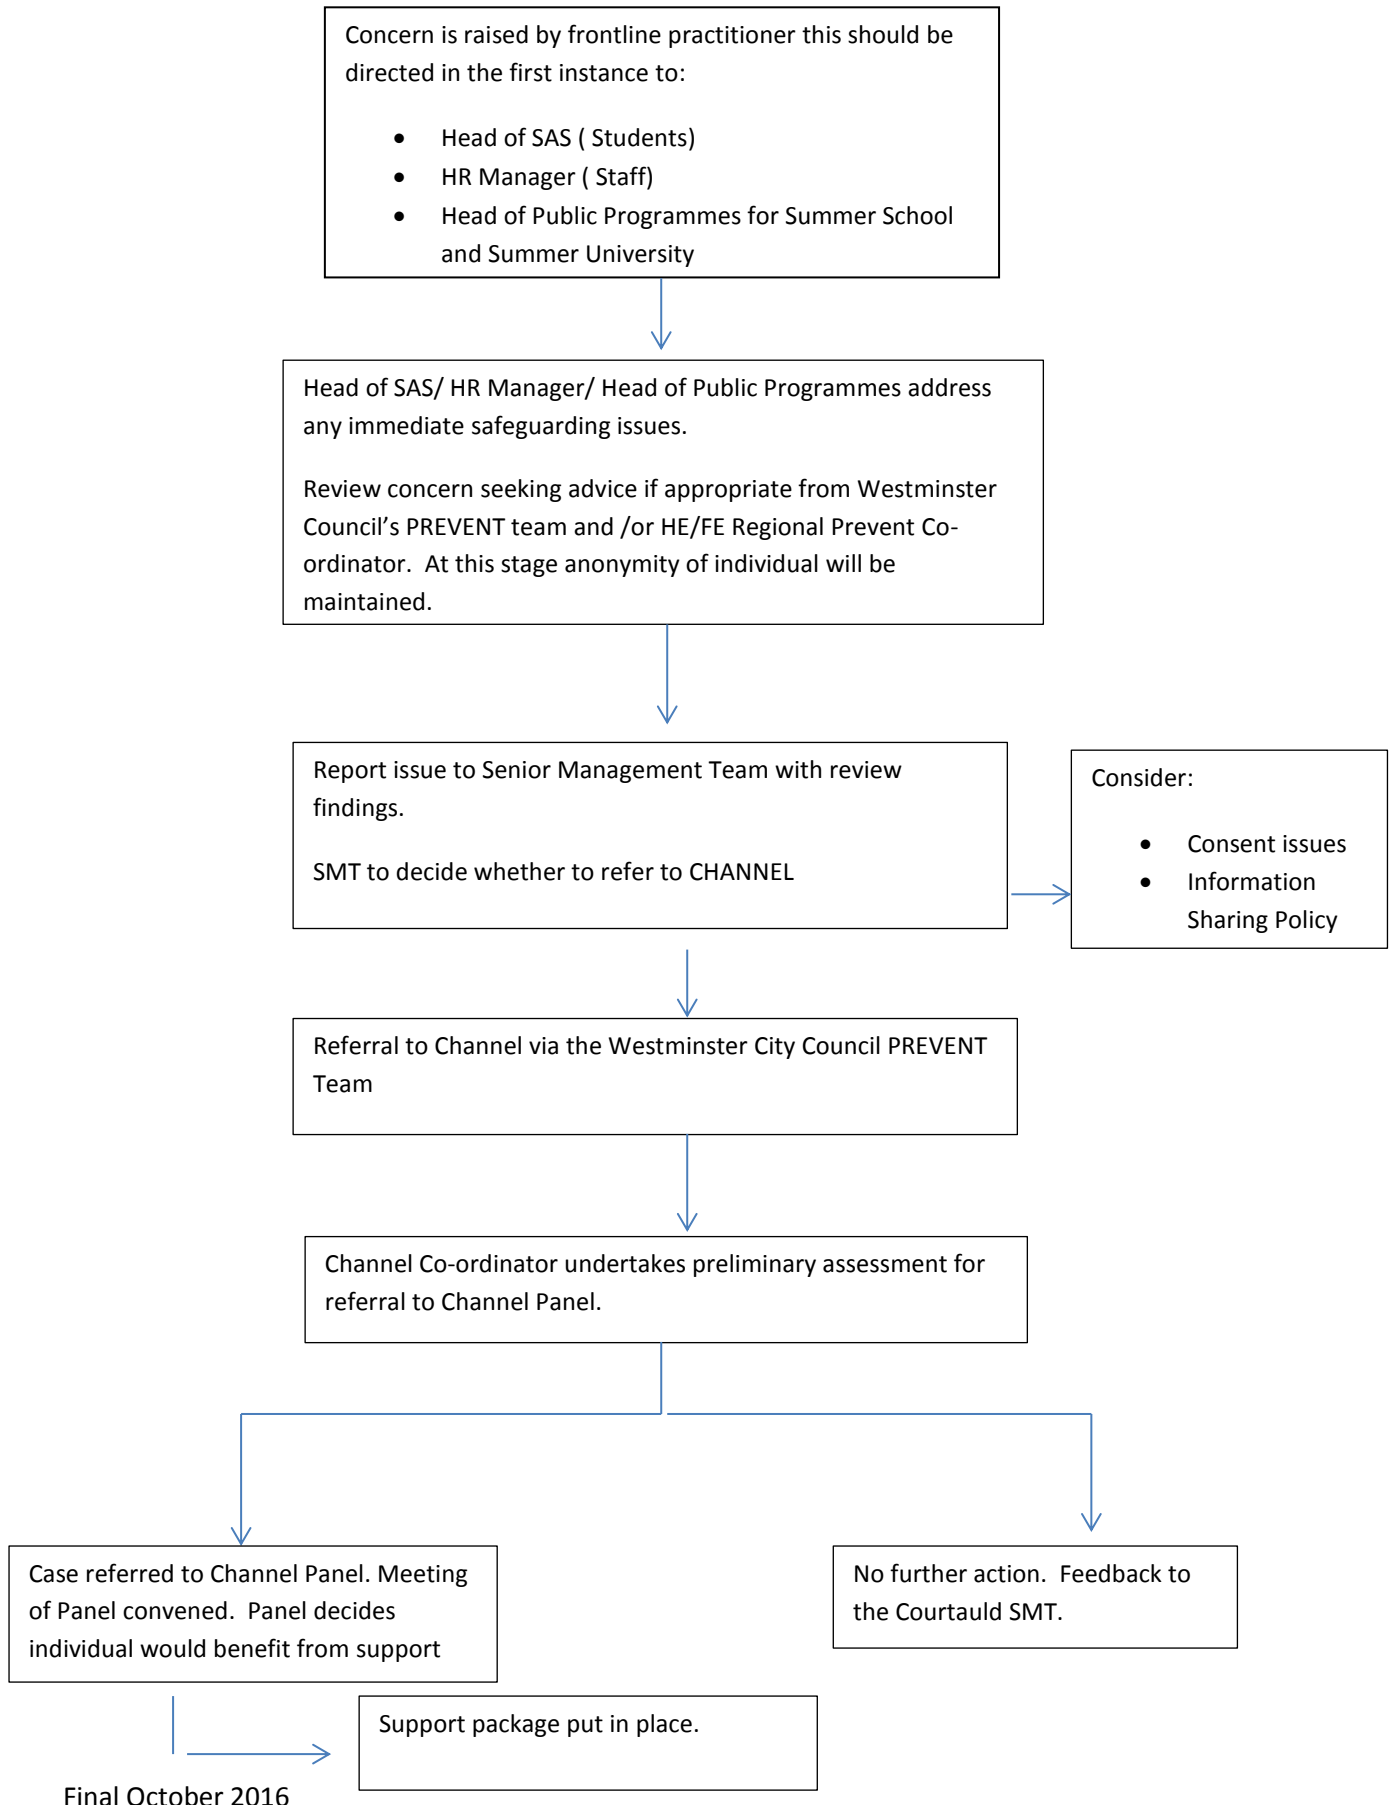 Concern is raised by frontline practitioner this should be
directed in the first instance to:
• Head of SAS ( Students)
• HR Manager ( Staff)
• Head of Public Programmes for Summer School
and Summer University
Head of SAS/ HR Manager/ Head of Public Programmes address
any immediate safeguarding issues.
Review concern seeking advice if appropriate from Westminster
Council’s PREVENT team and /or HE/FE Regional Prevent Co-
ordinator.  At this stage anonymity of individual will be
maintained.
Report issue to Senior Management Team with review
findings.
SMT to decide whether to refer to CHANNEL
Consider:
• Consent issues
• Information
Sharing Policy
Referral to Channel via the Westminster City Council PREVENT
Team
Channel Co-ordinator undertakes preliminary assessment for
referral to Channel Panel.
Case referred to Channel Panel. Meeting
of Panel convened.  Panel decides
individual would benefit from support
No further action.  Feedback to
the Courtauld SMT.
Support package put in place.
Final October 2016